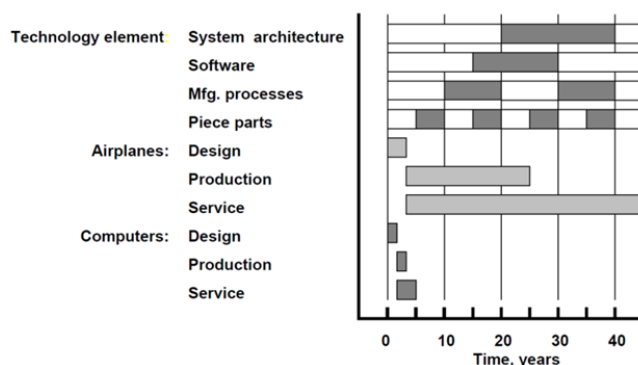 Technology element: System architecture
Software
Mfg. processes
Piece parts
Airplanes: Design
Production
Service
Computers: Design
Production
Service
0 10 20 30 40
Time, years